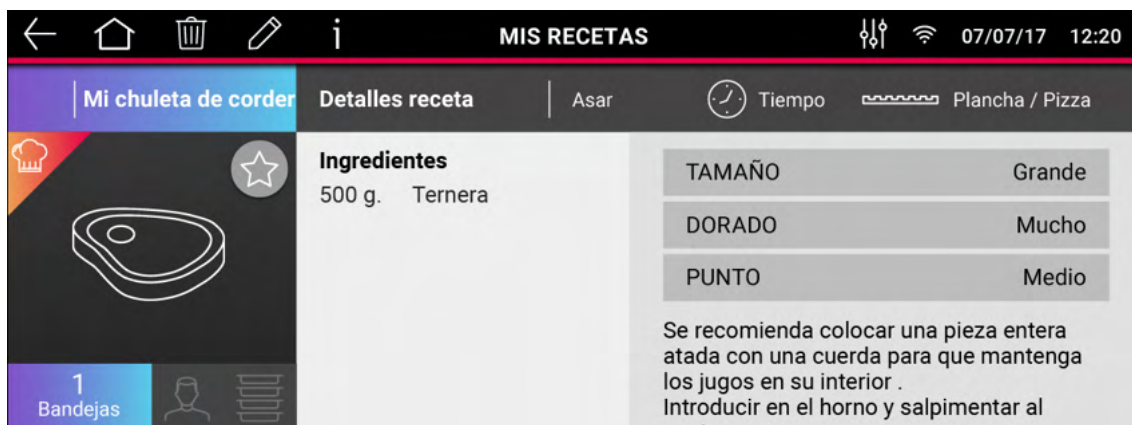 i MIS RECETAS 07/07/17 12:20
Mi chuleta de corder Detalles receta Asar Tiempo Plancha / Pizza
Ingredientes
500 g. Ternera
TAMAÑO Grande
DORADO Mucho
PUNTO Medio
Se recomienda colocar una pieza entera
atada con una cuerda para que mantenga
los jugos en su interior .
Introducir en el horno y salpimentar al
1
Bandejas